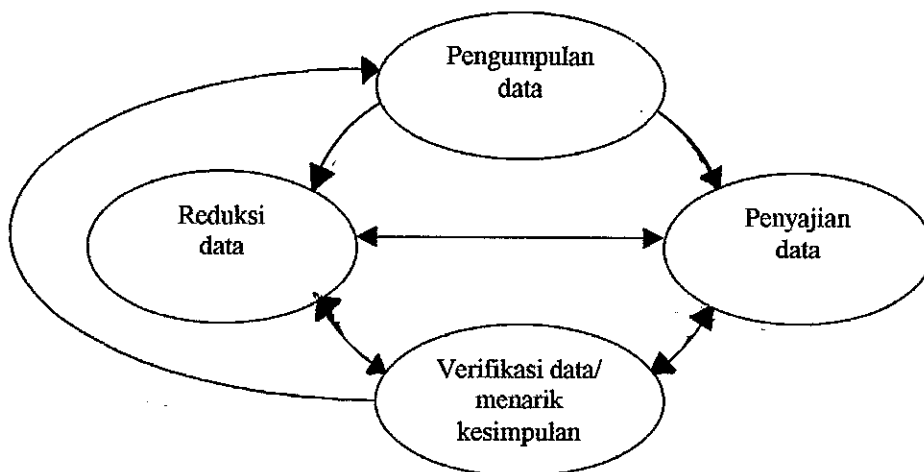 Pengumpulan
data
Reduksi
data
Penyajian
data
Verifikasi data/
menarik
kesimpulan